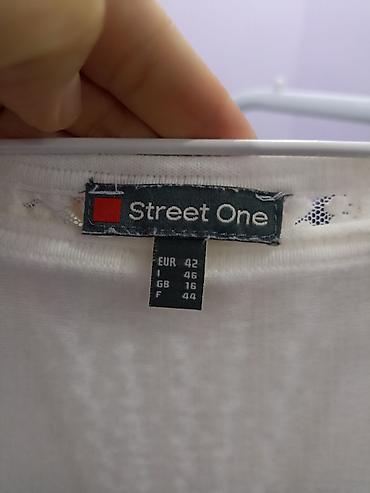 Street One
EUR 42
I 46
GB 16
F 44